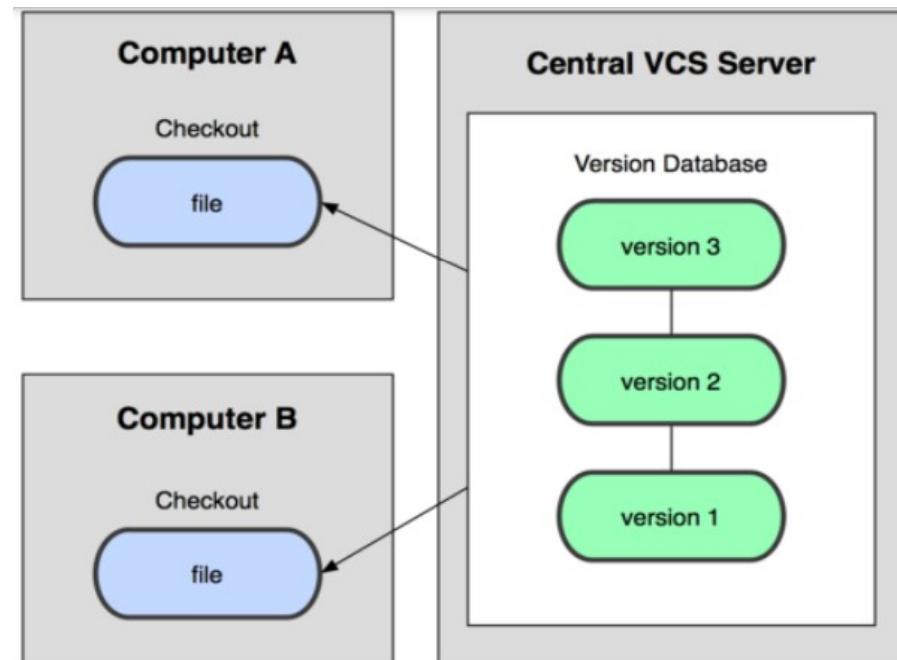 Computer A
Checkout
file
Computer B
Checkout
file
Central VCS Server
Version Database
version 3
version 2
version 1